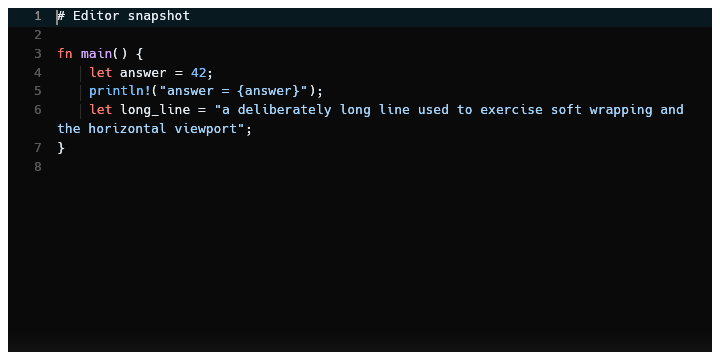 1 # Editor snapshot
2
3 fn main() {
4     let answer = 42;
5     println!("answer = {answer}");
6     let long_line = "a deliberately long line used to exercise soft wrapping and
the horizontal viewport";
7 }
8